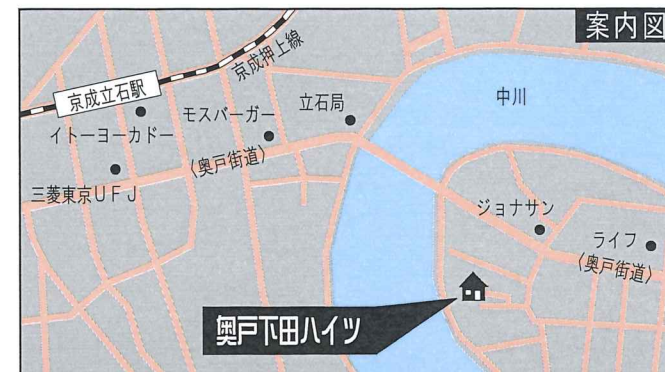 案内図
京成押上線
京成立石駅
中川
立石局
モスバーガー
イトーヨーカドー
〈奥戸街道〉
三菱東京UFJ
ジョナサン
ライフ
〈奥戸街道〉
奥戸下田ハイツ